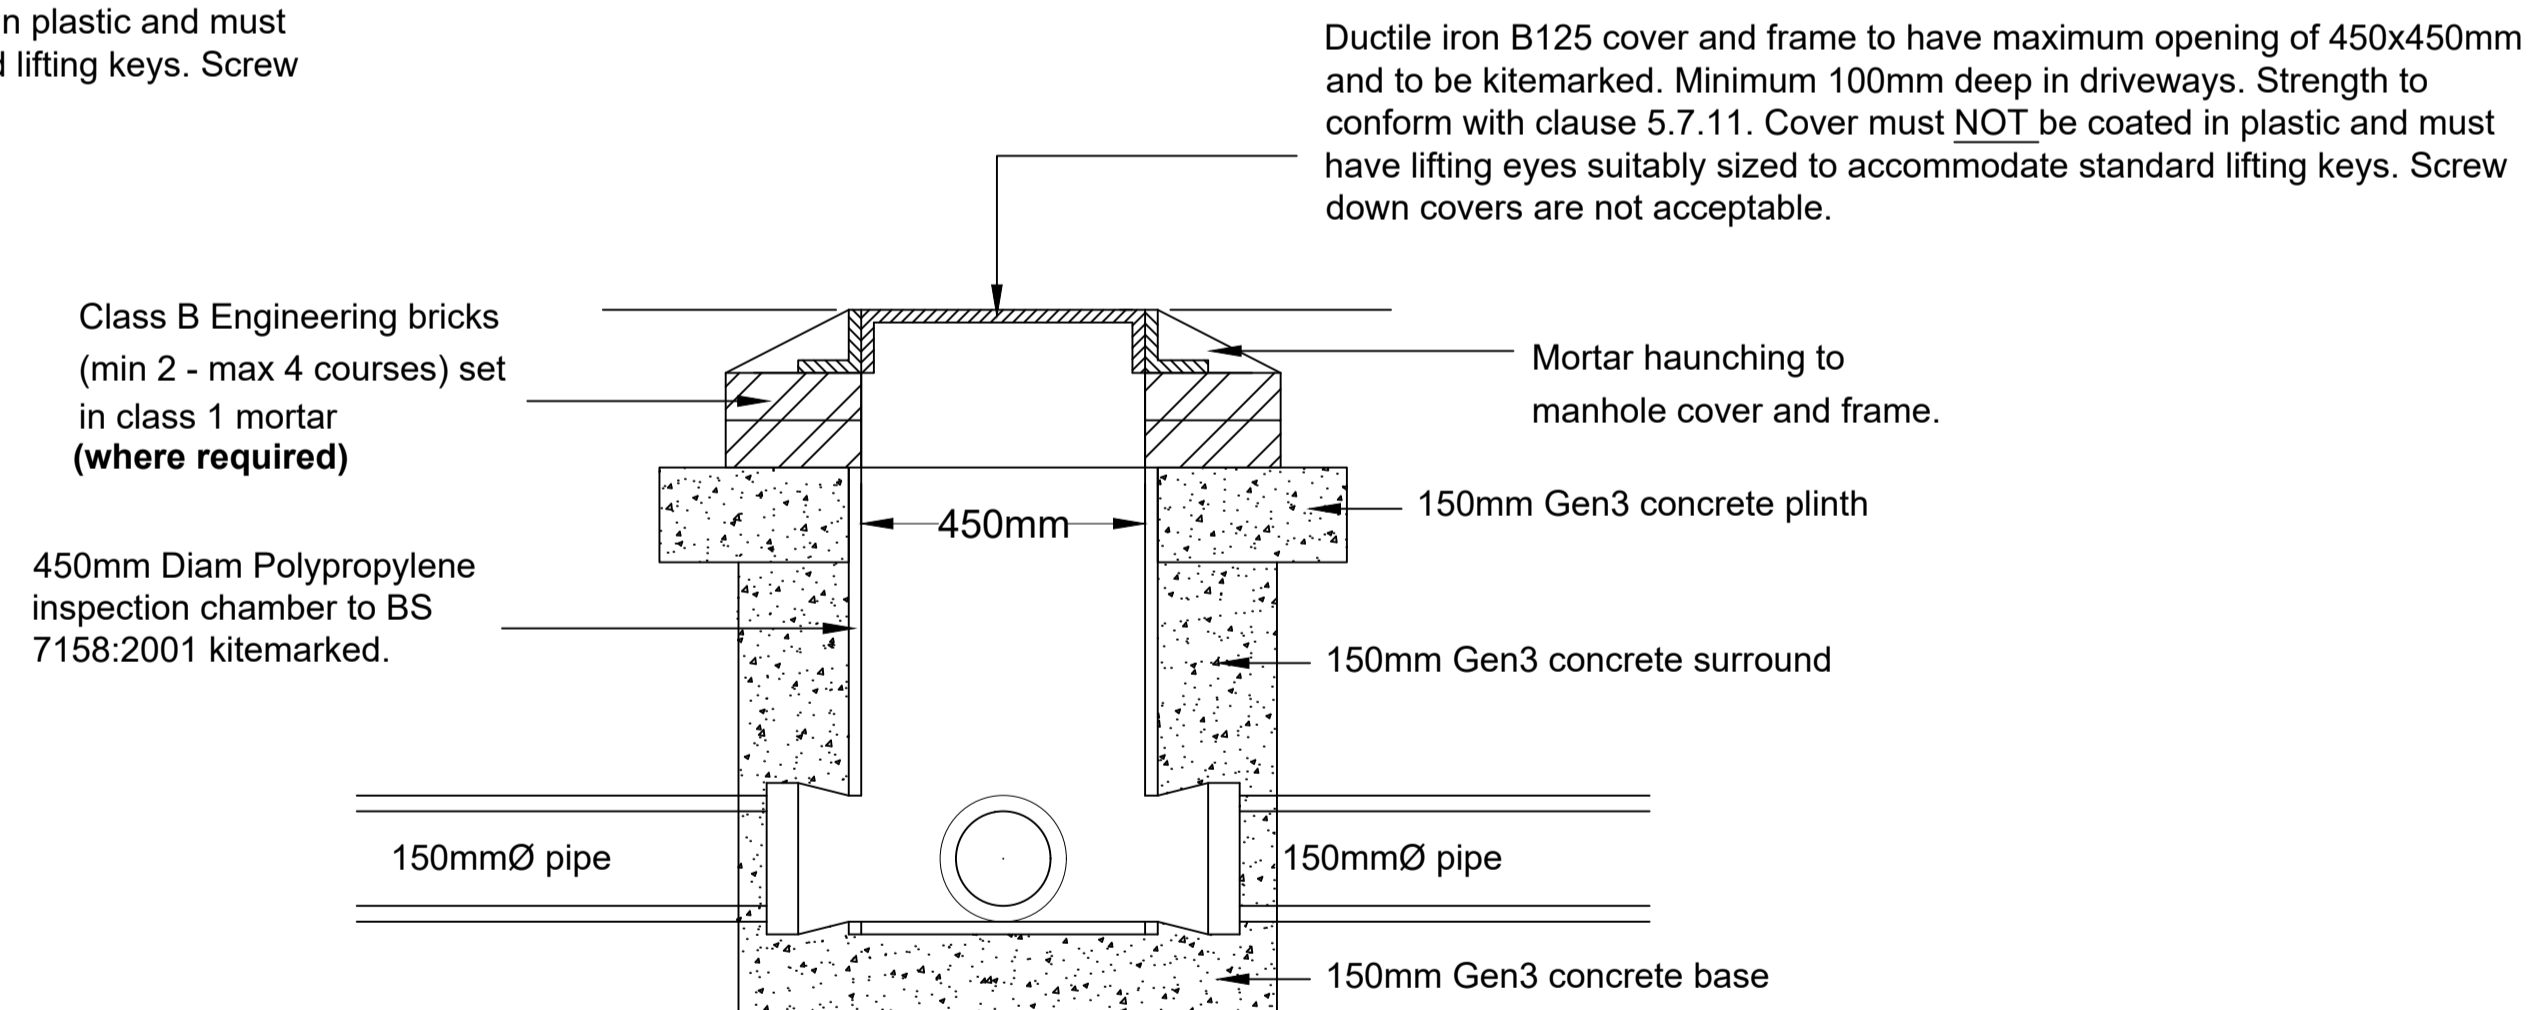 n plastic and must
lifting keys. Screw
Ductile iron B125 cover and frame to have maximum opening of 450x450mm
and to be kitemarked. Minimum 100mm deep in driveways. Strength to
conform with clause 5.7.11. Cover must NOT be coated in plastic and must
have lifting eyes suitably sized to accommodate standard lifting keys. Screw
down covers are not acceptable.
Class B Engineering bricks
(min 2 - max 4 courses) set
in class 1 mortar
(where required)
Mortar haunching to
manhole cover and frame.
150mm Gen3 concrete plinth
450mm
450mm Diam Polypropylene
inspection chamber to BS
7158:2001 kitemarked.
150mm Gen3 concrete surround
150mmØ pipe
150mmØ pipe
150mm Gen3 concrete base